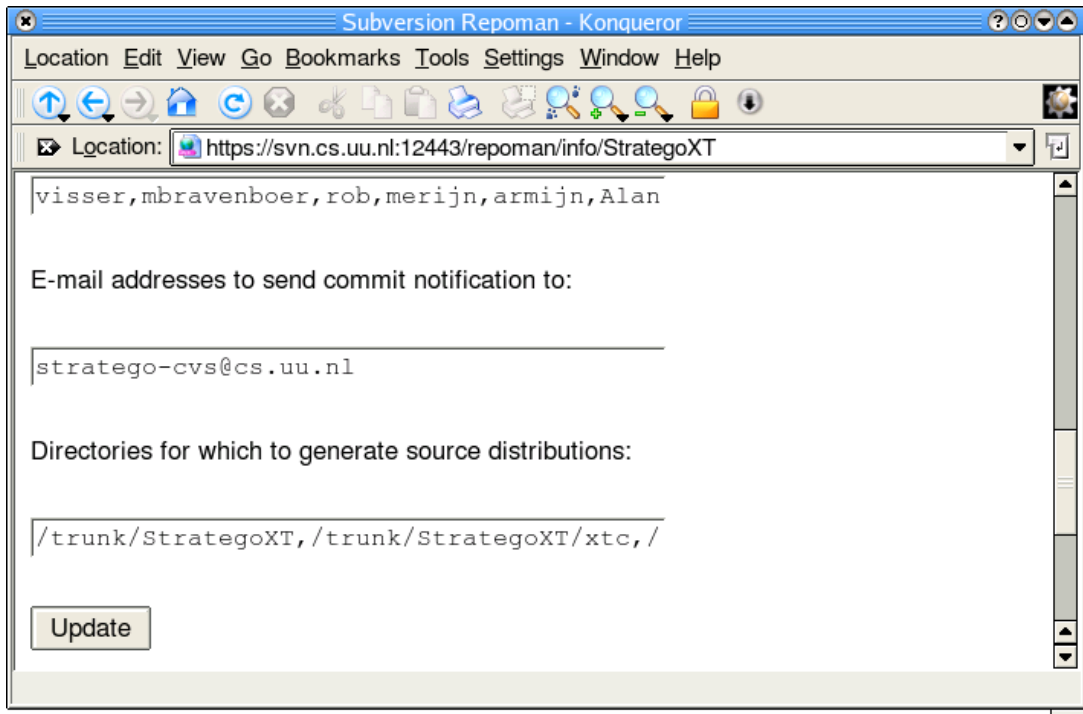 Subversion Repoman - Konqueror
Location Edit View Go Bookmarks Tools Settings Window Help
Location: https://svn.cs.uu.nl:12443/repoman/info/StrategoXT
visser,mbravenboer,rob,merijn,armijn,Alan
E-mail addresses to send commit notification to:
stratego-cvs@cs.uu.nl
Directories for which to generate source distributions:
/trunk/StrategoXT,/trunk/StrategoXT/xtc,/
Update